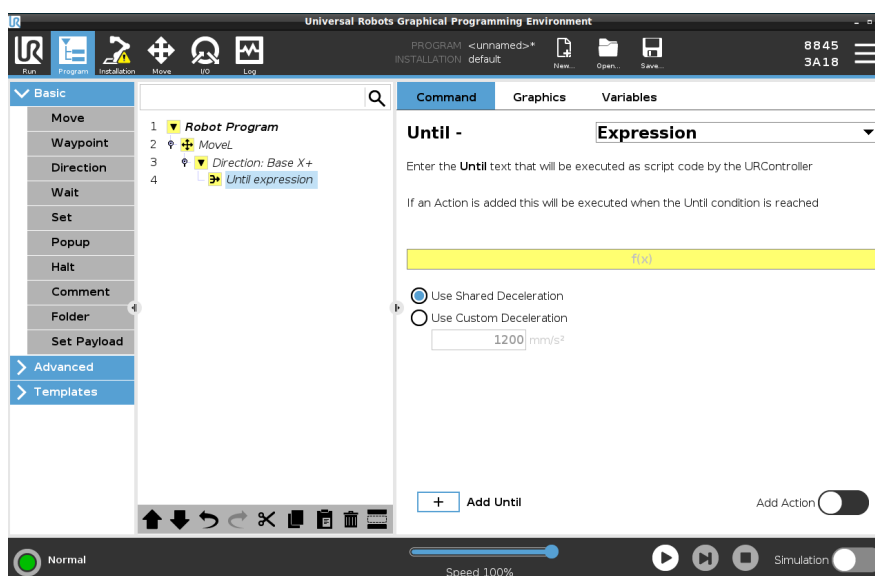 Universal Robots Graphical Programming Environment
UR
Run
Program
Installation
Move
I/O
Log
PROGRAM <unnamed>*
INSTALLATION default
New...
Open...
Save...
8845
3A18
Basic
Move
Waypoint
Direction
Wait
Set
Popup
Halt
Comment
Folder
Set Payload
Advanced
Templates
1 Robot Program
2 MoveL
3 Direction: Base X+
4 Until expression
Command Graphics Variables
Until - Expression
Enter the Until text that will be executed as script code by the URController
If an Action is added this will be executed when the Until condition is reached
f(x)
Use Shared Deceleration
Use Custom Deceleration
1200 mm/s²
+ Add Until
Add Action
Normal
Speed 100%
Simulation